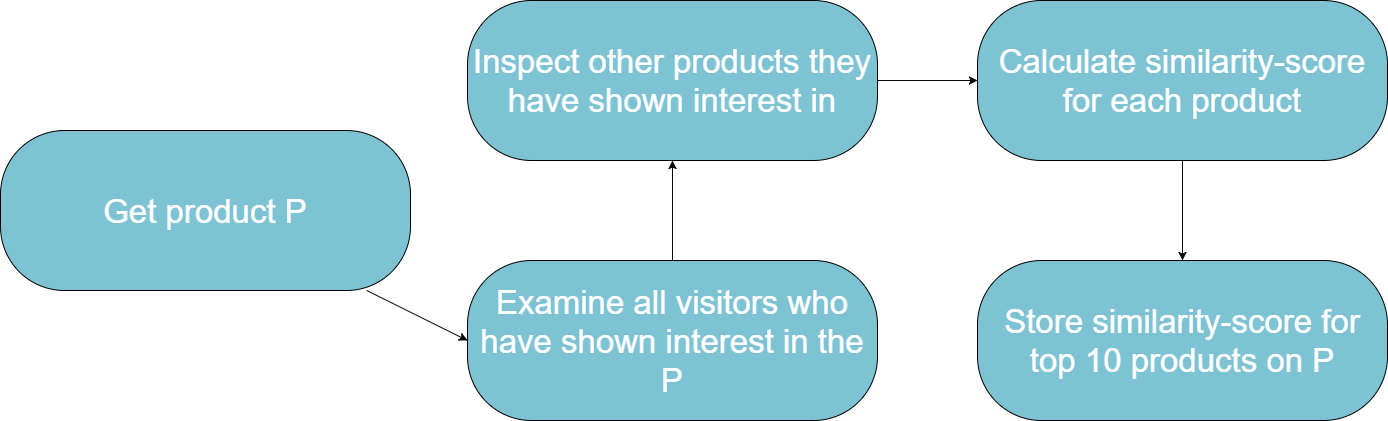 Get product P
Examine all visitors who
have shown interest in the
P
Inspect other products they
have shown interest in
Calculate similarity-score
for each product
Store similarity-score for
top 10 products on P